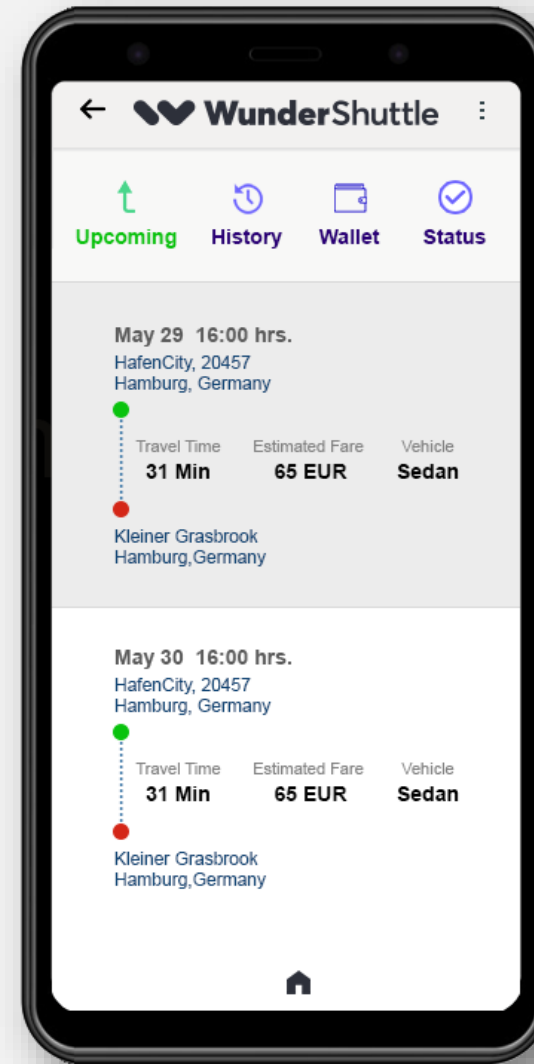 WunderShuttle
Upcoming History Wallet Status
May 29 16:00 hrs.
HafenCity, 20457
Hamburg, Germany
Travel Time Estimated Fare Vehicle
31 Min 65 EUR Sedan
Kleiner Grasbrook
Hamburg,Germany
May 30 16:00 hrs.
HafenCity, 20457
Hamburg, Germany
Travel Time Estimated Fare Vehicle
31 Min 65 EUR Sedan
Kleiner Grasbrook
Hamburg,Germany